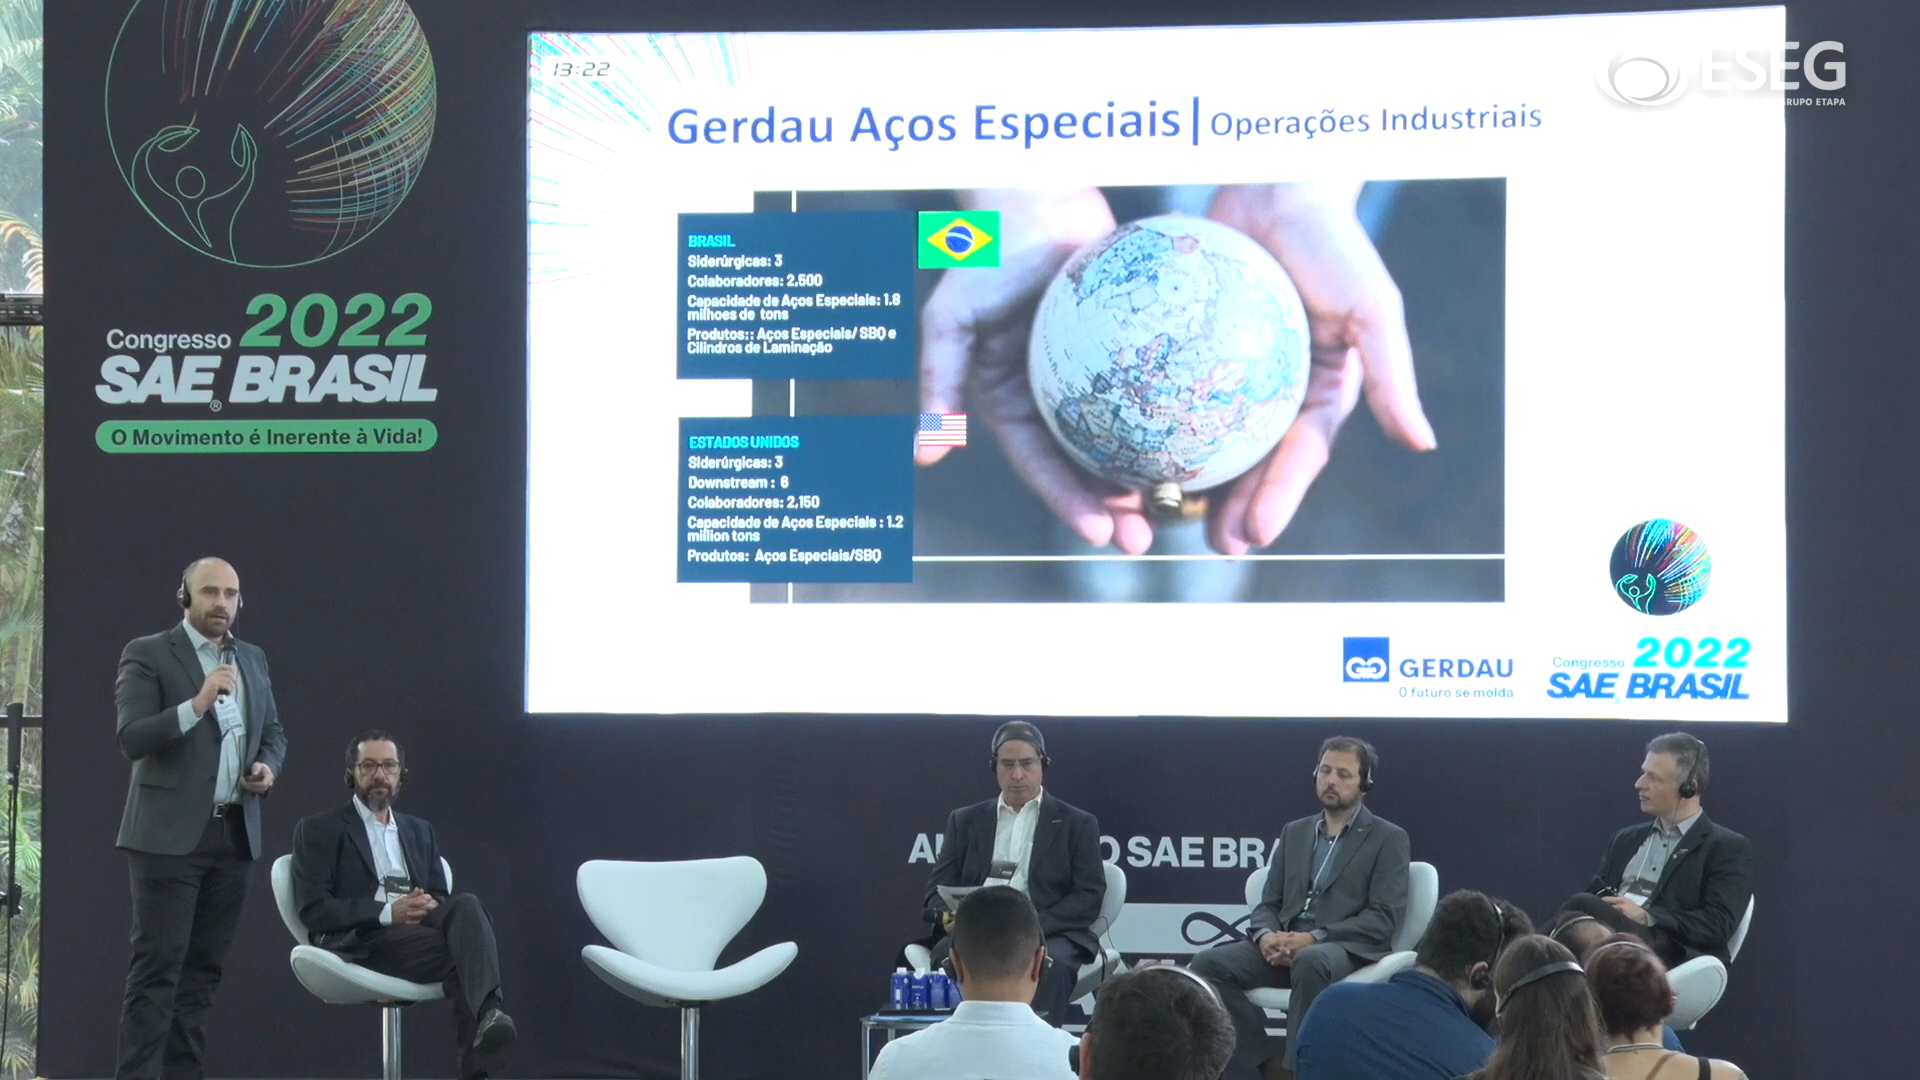 Congresso 2022
SAE BRASIL
®
O Movimento é Inerente à Vida!
13:22
ESEG
GRUPO ETAPA
Gerdau Aços Especiais | Operações Industriais
BRASIL
Siderúrgicas: 3
Colaboradores: 2,500
Capacidade de Aços Especiais: 1.8
milhoes de tons
Produtos:: Aços Especiais/ SBQ e
Cilindros de Laminação
ESTADOS UNIDOS
Siderúrgicas: 3
Downstream : 6
Colaboradores: 2,150
Capacidade de Aços Especiais : 1.2
million tons
Produtos: Aços Especiais/SBQ
GERDAU
O futuro se molda
Congresso 2022
SAE BRASIL
O SAE BRA